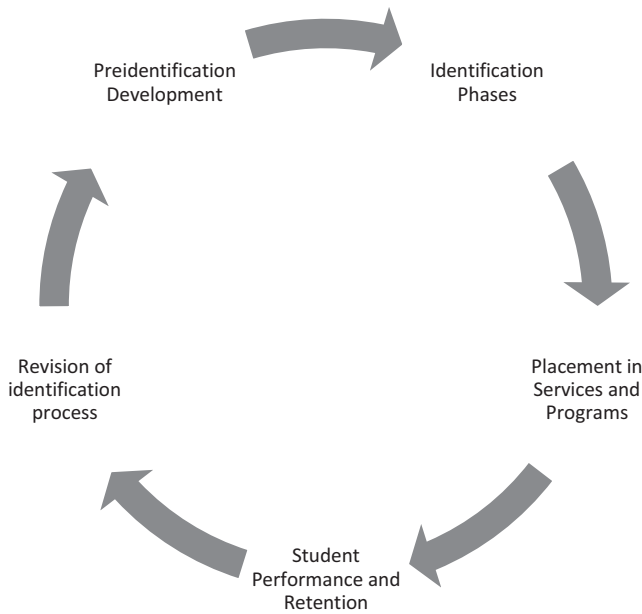 Preidentification
Development
Identification
Phases
Placement in
Services and
Programs
Student
Performance and
Retention
Revision of
identification
process